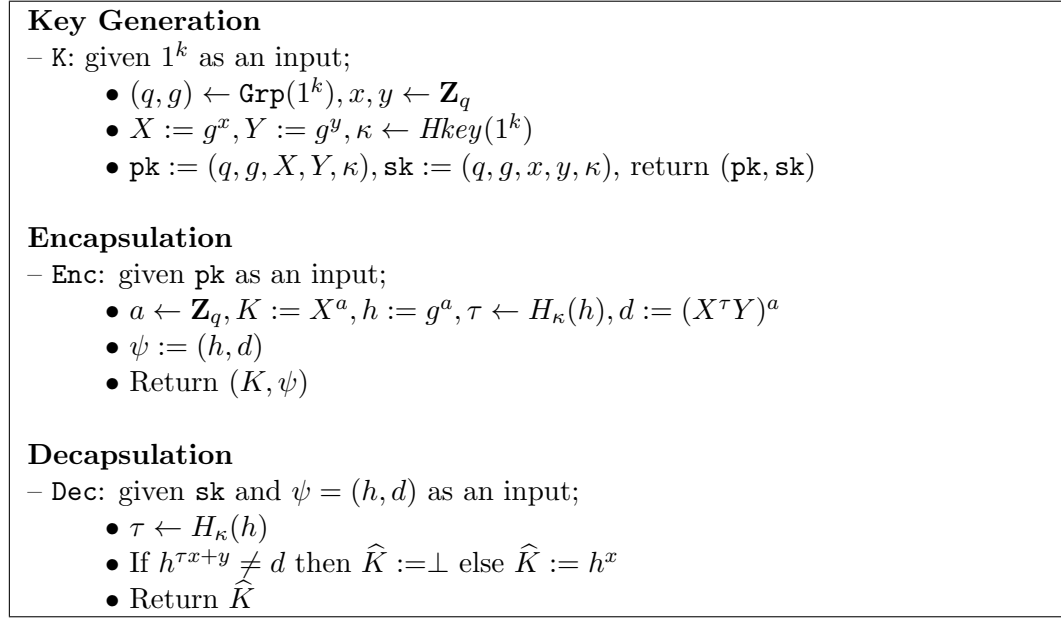 Key Generation
– K: given 1^k as an input;
• (q, g) ← Grp(1^k), x, y ← Z_q
• X := g^x, Y := g^y, κ ← Hkey(1^k)
• pk := (q, g, X, Y, κ), sk := (q, g, x, y, κ), return (pk, sk)
Encapsulation
– Enc: given pk as an input;
• a ← Z_q, K := X^a, h := g^a, τ ← H_κ(h), d := (X^τ Y)^a
• ψ := (h, d)
• Return (K, ψ)
Decapsulation
– Dec: given sk and ψ = (h, d) as an input;
• τ ← H_κ(h)
• If h^{τx+y} ≠ d then K̂ :=⊥ else K̂ := h^x
• Return K̂